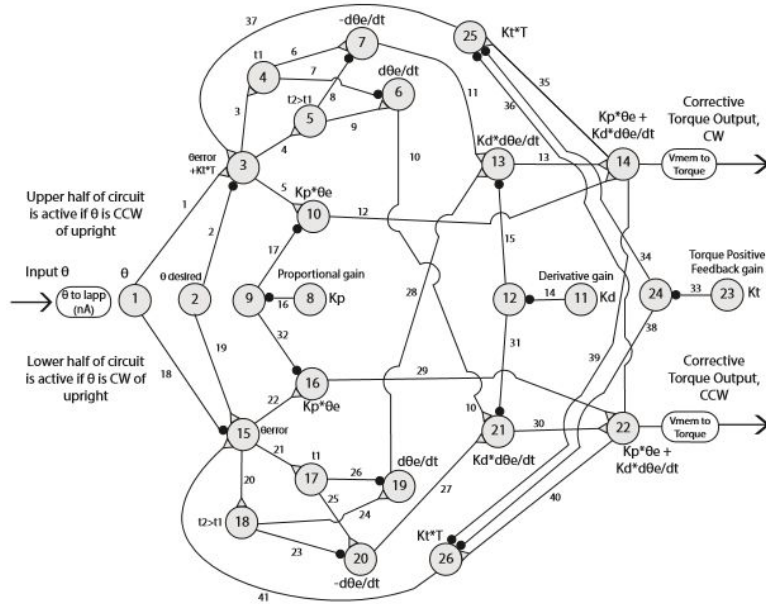 37
-dθe/dt
7
25
Kt*T
t1
6
4
7
dθe/dt
6
35
t2>t1
8
5
9
11
36
3
4
10
Kp*θe +
Kd*dθe/dt
Corrective
Torque Output,
CW
3
θerror
+Kt*T
Kd*dθe/dt
13
13
14
Vmem to
Torque
Upper half of circuit
is active if θ is CCW
of upright
1
2
5
Kp*θe
10
12
17
15
34
Input θ
θ to Iapp
(nA)
θ
1
θ desired
2
9
Proportional gain
16
8
Kp
28
12
Derivative gain
14
11
Kd
24
Torque Positive
Feedback gain
33
23
Kt
Lower half of circuit
is active if θ is CW of
upright
18
19
32
31
38
39
16
Kp*θe
29
22
Corrective
Torque Output,
CCW
15
θerror
10
21
Kd*dθe/dt
30
22
Vmem to
Torque
Kp*θe +
Kd*dθe/dt
21
t1
17
26
dθe/dt
19
27
20
25
24
40
t2>t1
18
23
20
-dθe/dt
Kt*T
26
41